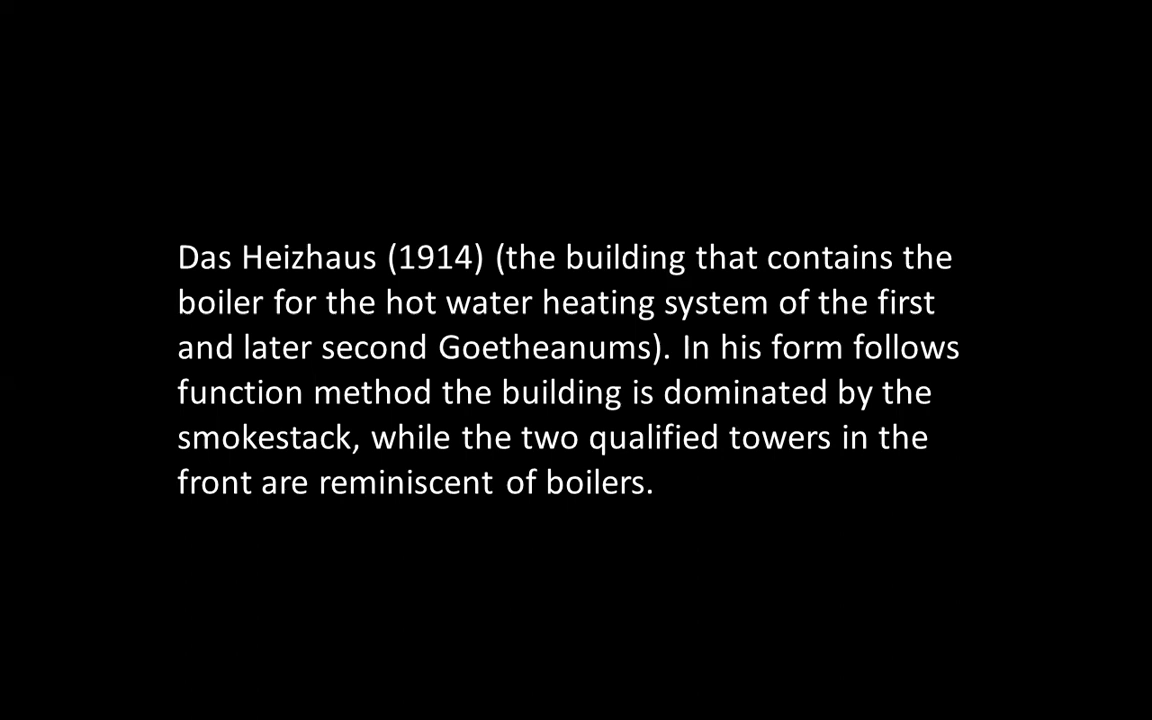 Das Heizhaus (1914) (the building that contains the
boiler for the hot water heating system of the first
and later second Goetheanums). In his form follows
function method the building is dominated by the
smokestack, while the two qualified towers in the
front are reminiscent of boilers.